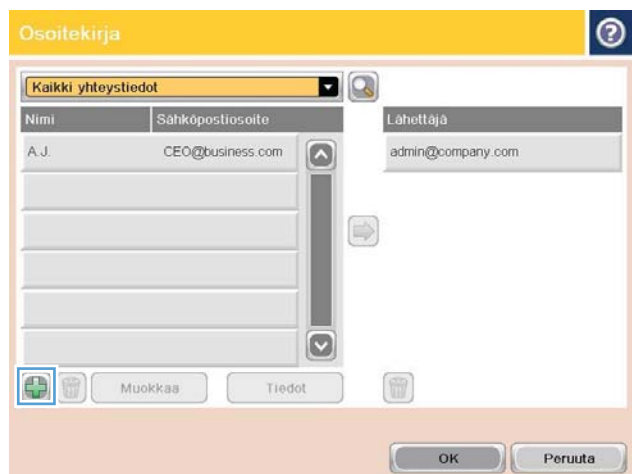 Osoitekirja
Kaikki yhteystiedot
Nimi Sähköpostiosoite Lähettäjä
A.J. CEO@business.com admin@company.com
Muokkaa Tiedot
OK Peruuta